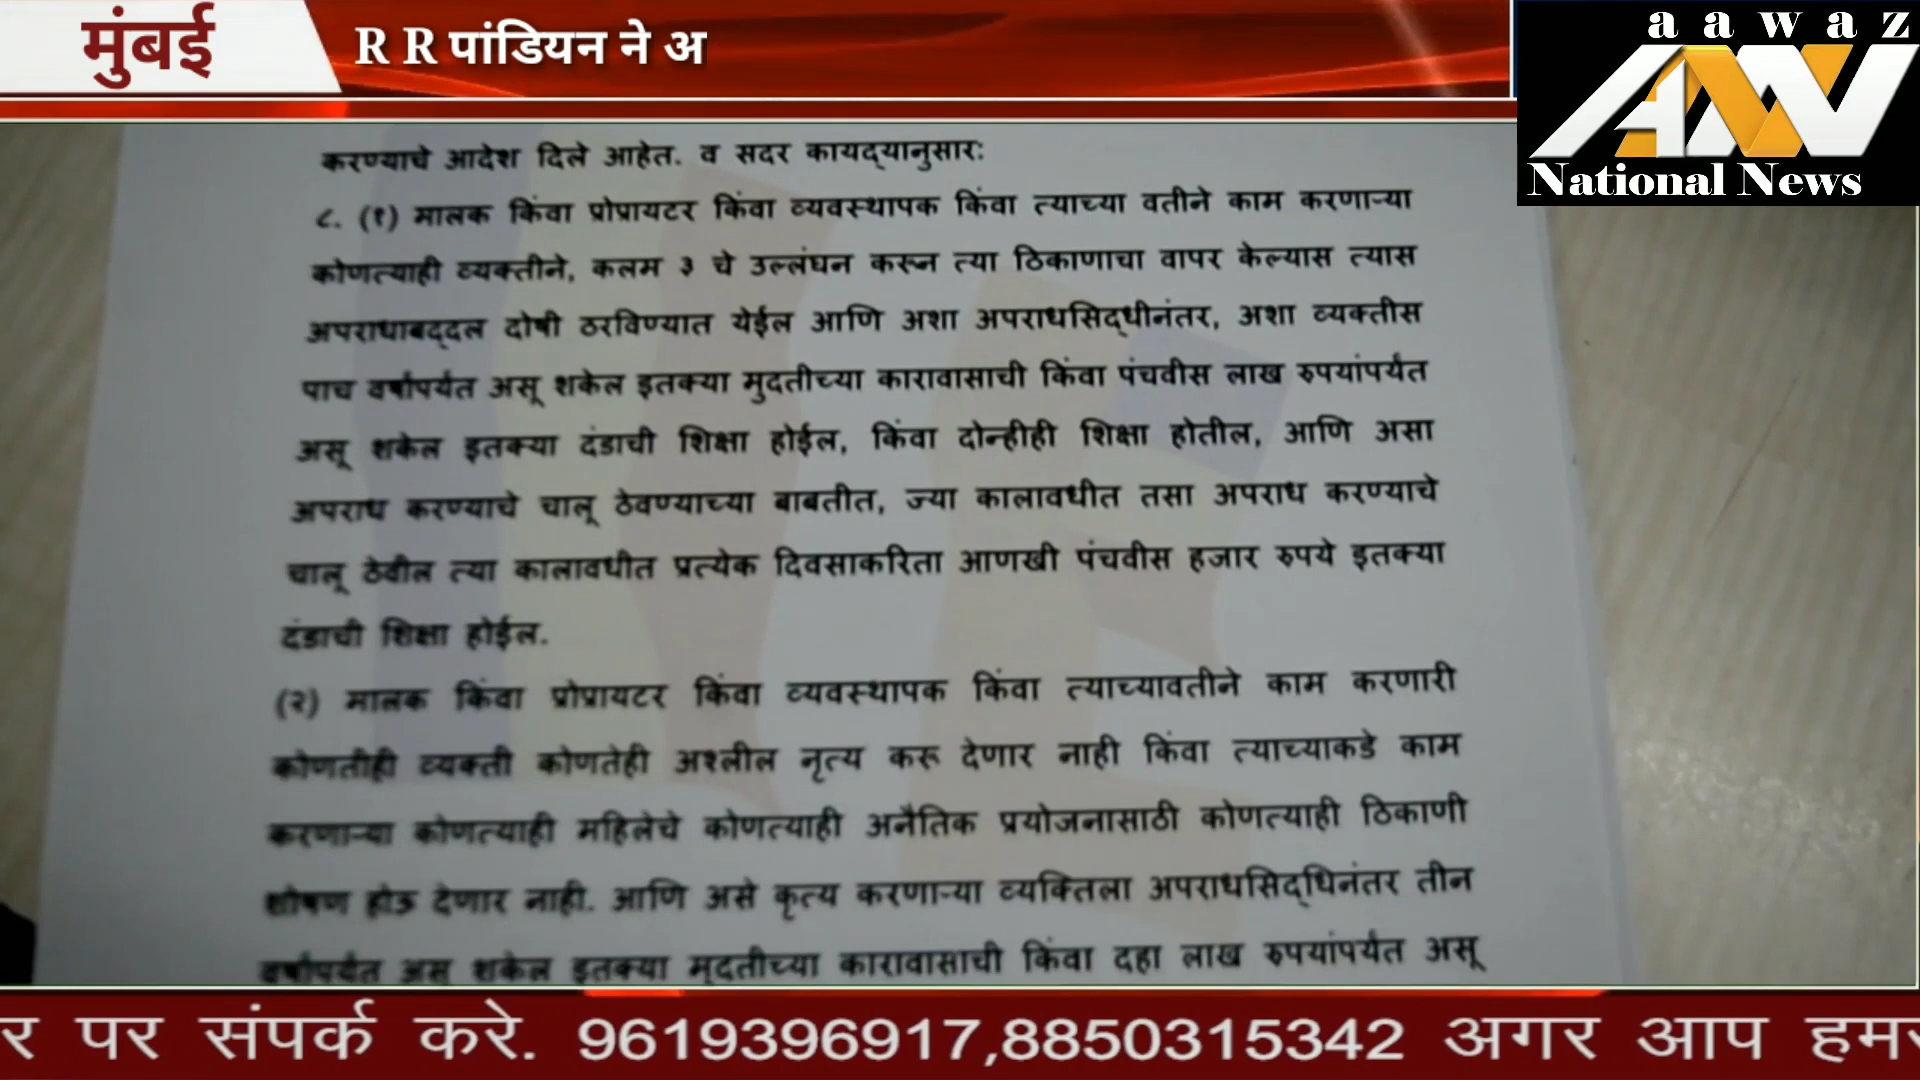 मुंबई
R R पांडियन ने अ
aawaz
AAW
National News
करण्याचे आदेश दिले आहेत. व सदर कायद्यानुसार:
८. (१) मालक किंवा प्रोप्रायटर किंवा व्यवस्थापक किंवा त्याच्या वतीने काम करणाऱ्या
कोणत्याही व्यक्तीने, कलम ३ चे उल्लंघन करून त्या ठिकाणाचा वापर केल्यास त्यास
अपराधाबद्दल दोषी ठरविण्यात येईल आणि अशा अपराधसिद्धीनंतर, अशा व्यक्तीस
पाच वर्षांपर्यंत असू शकेल इतक्या मुदतीच्या कारावासाची किंवा पंचवीस लाख रुपयांपर्यंत
असू शकेल इतक्या दंडाची शिक्षा होईल, किंवा दोन्हीही शिक्षा होतील, आणि असा
अपराध करण्याचे चालू ठेवण्याच्या बाबतीत, ज्या कालावधीत तसा अपराध करण्याचे
चालू ठेवील त्या कालावधीत प्रत्येक दिवसाकरिता आणखी पंचवीस हजार रुपये इतक्या
दंडाची शिक्षा होईल.
(२) मालक किंवा प्रोप्रायटर किंवा व्यवस्थापक किंवा त्याच्यावतीने काम करणारी
कोणतीही व्यक्ती कोणतेही अश्लील नृत्य करू देणार नाही किंवा त्याच्याकडे काम
करणाऱ्या कोणत्याही महिलेचे कोणत्याही अनैतिक प्रयोजनासाठी कोणत्याही ठिकाणी
शोषण होऊ देणार नाही. आणि असे कृत्य करणाऱ्या व्यक्तिला अपराधसिद्धिनंतर तीन
वर्षांपर्यंत असू शकेल इतक्या मुदतीच्या कारावासाची किंवा दहा लाख रुपयांपर्यंत असू
र पर संपर्क करे. 9619396917,8850315342 अगर आप हमर